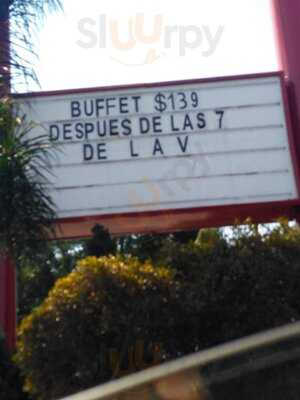 Sluurpy
BUFFET $139
DESPUES DE LAS 7
DE L A V